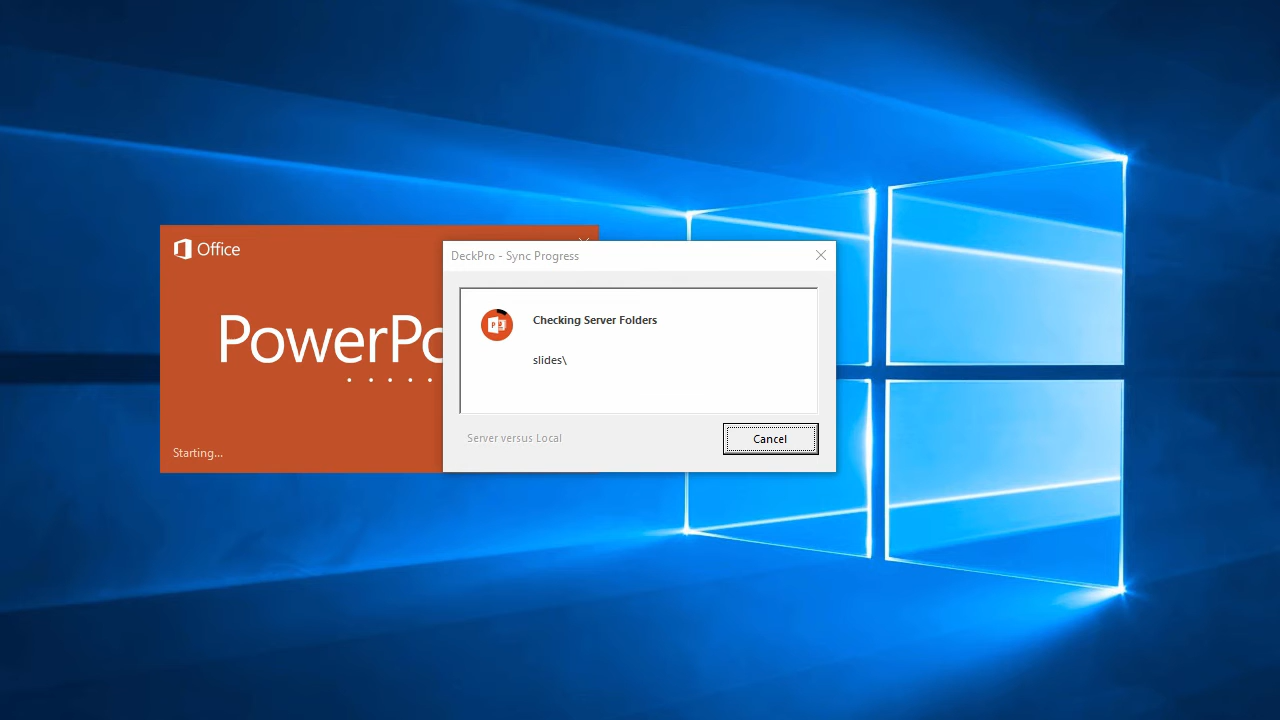 Office
PowerPo
Starting...
DeckPro - Sync Progress
Checking Server Folders
slides\
Server versus Local
Cancel